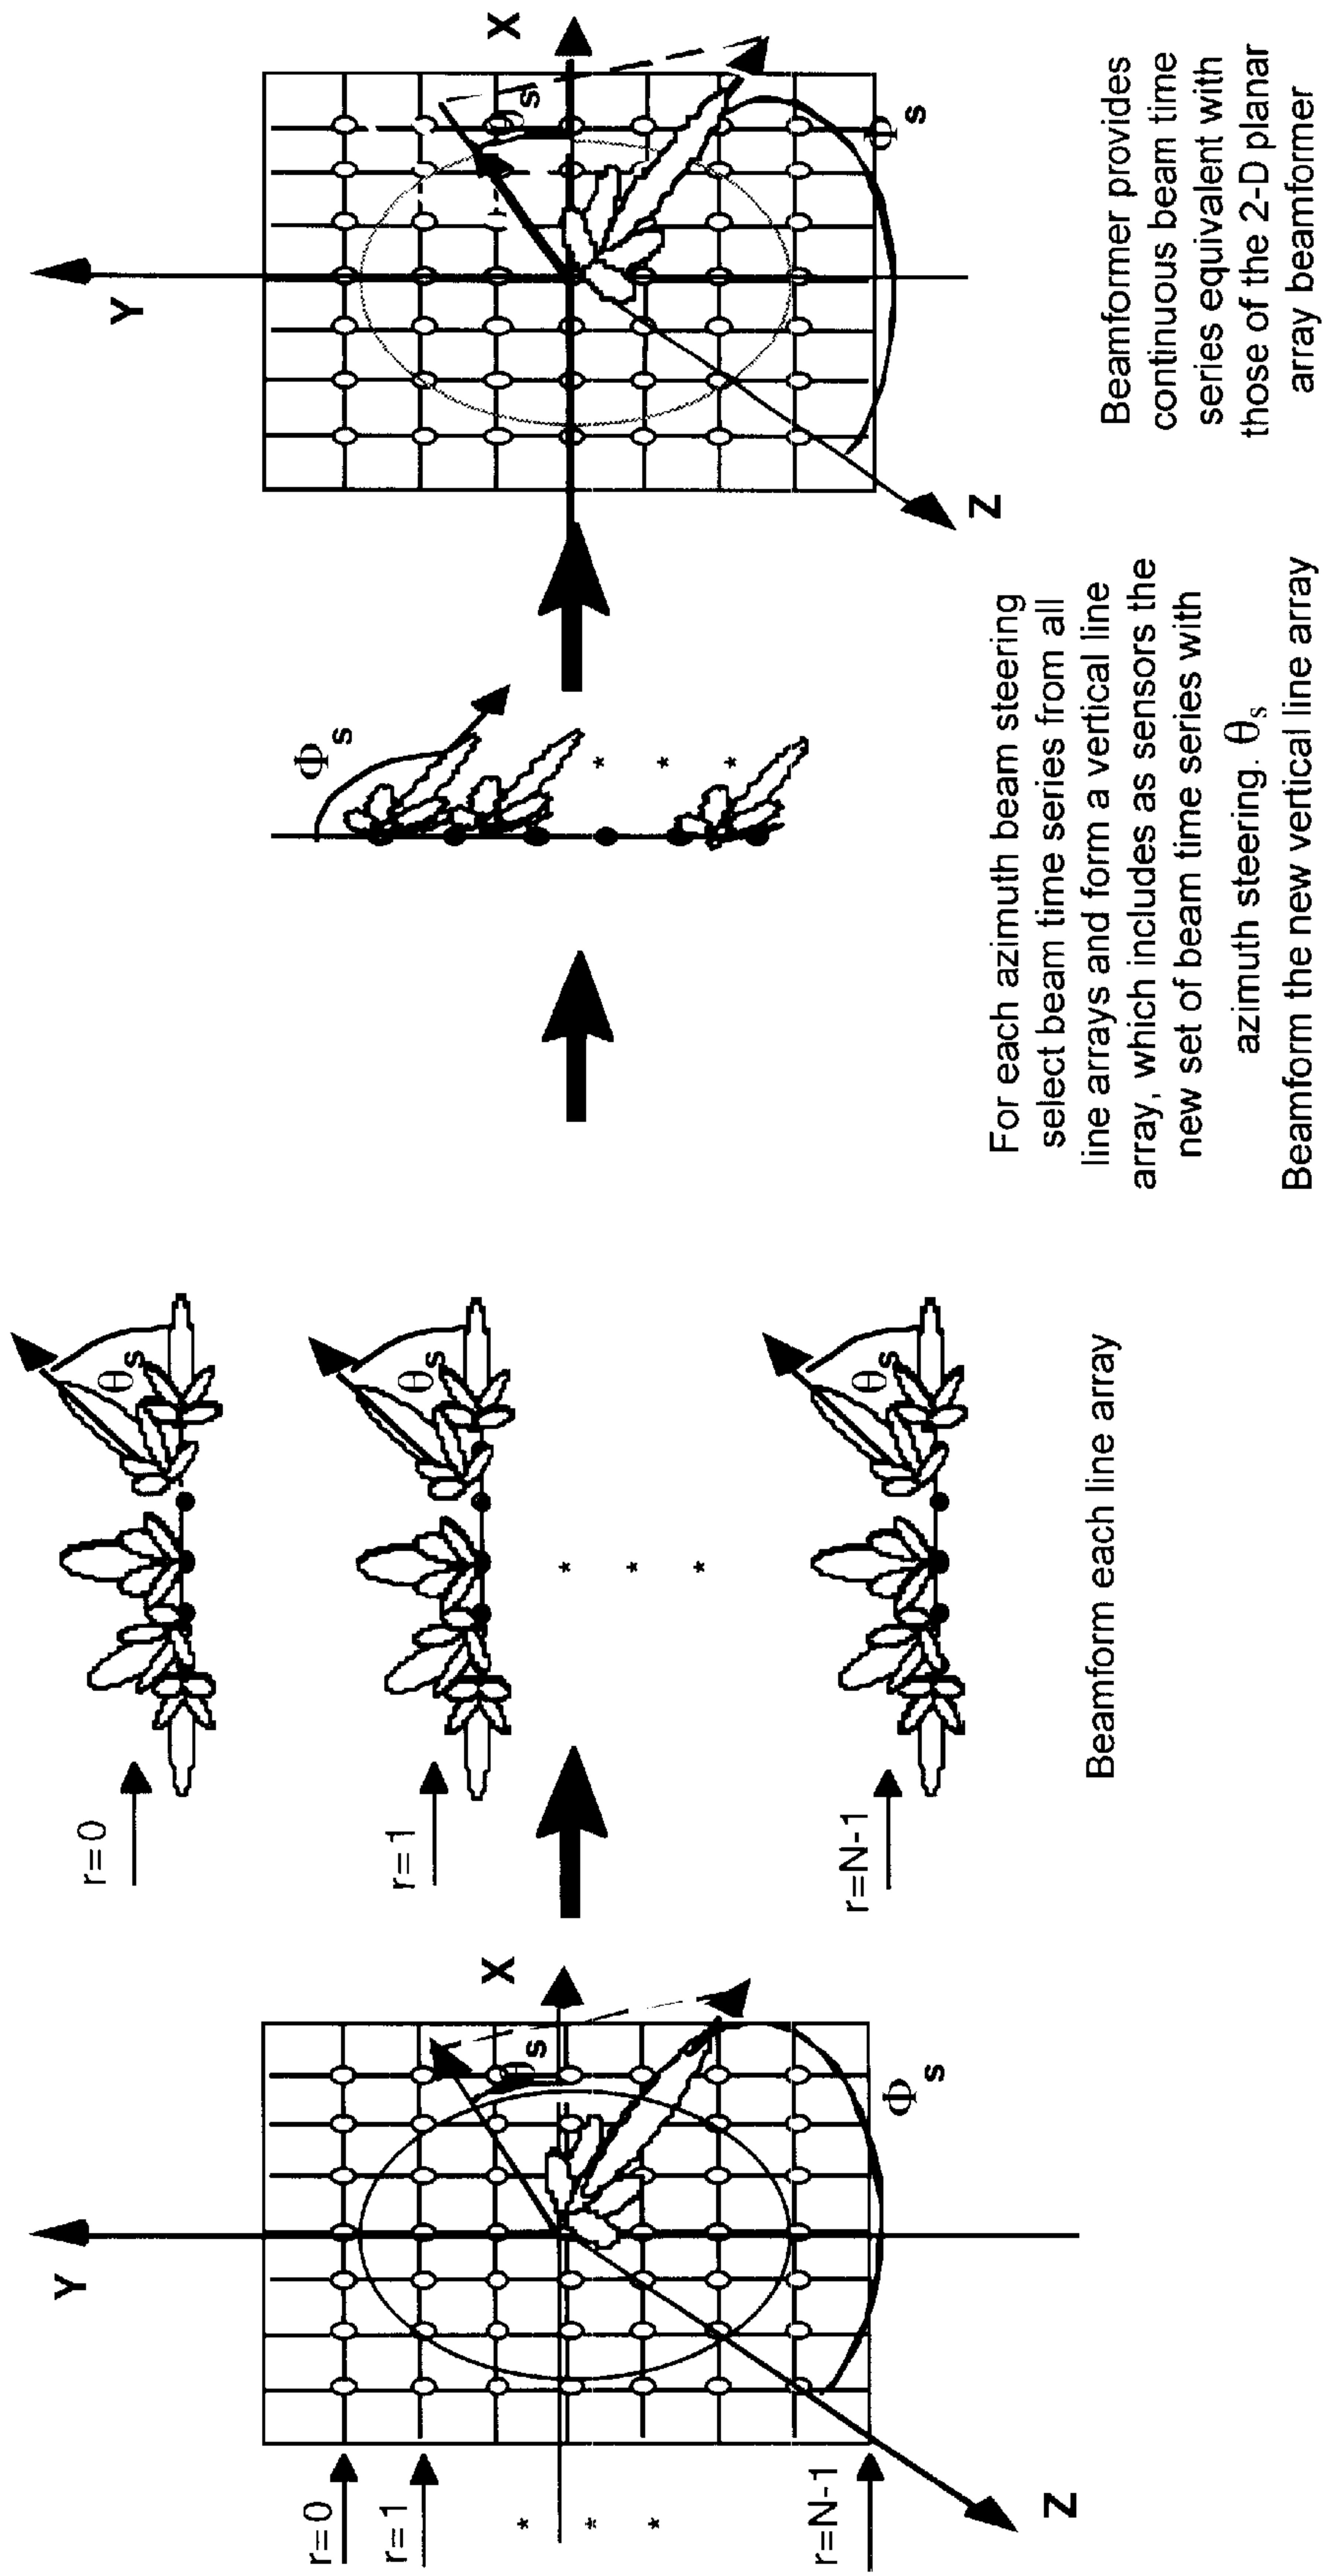 Y
X
r=0
r=1
*
*
*
r=N-1
θs
Φs
Z
r=0
θs
r=1
θs
*
*
*
r=N-1
θs
Beamform each line array
Φs
*
*
*
For each azimuth beam steering
select beam time series from all
line arrays and form a vertical line
array, which includes as sensors the
new set of beam time series with
azimuth steering. θs
Beamform the new vertical line array
Y
X
θs
Φs
Z
Beamformer provides
continuous beam time
series equivalent with
those of the 2-D planar
array beamformer